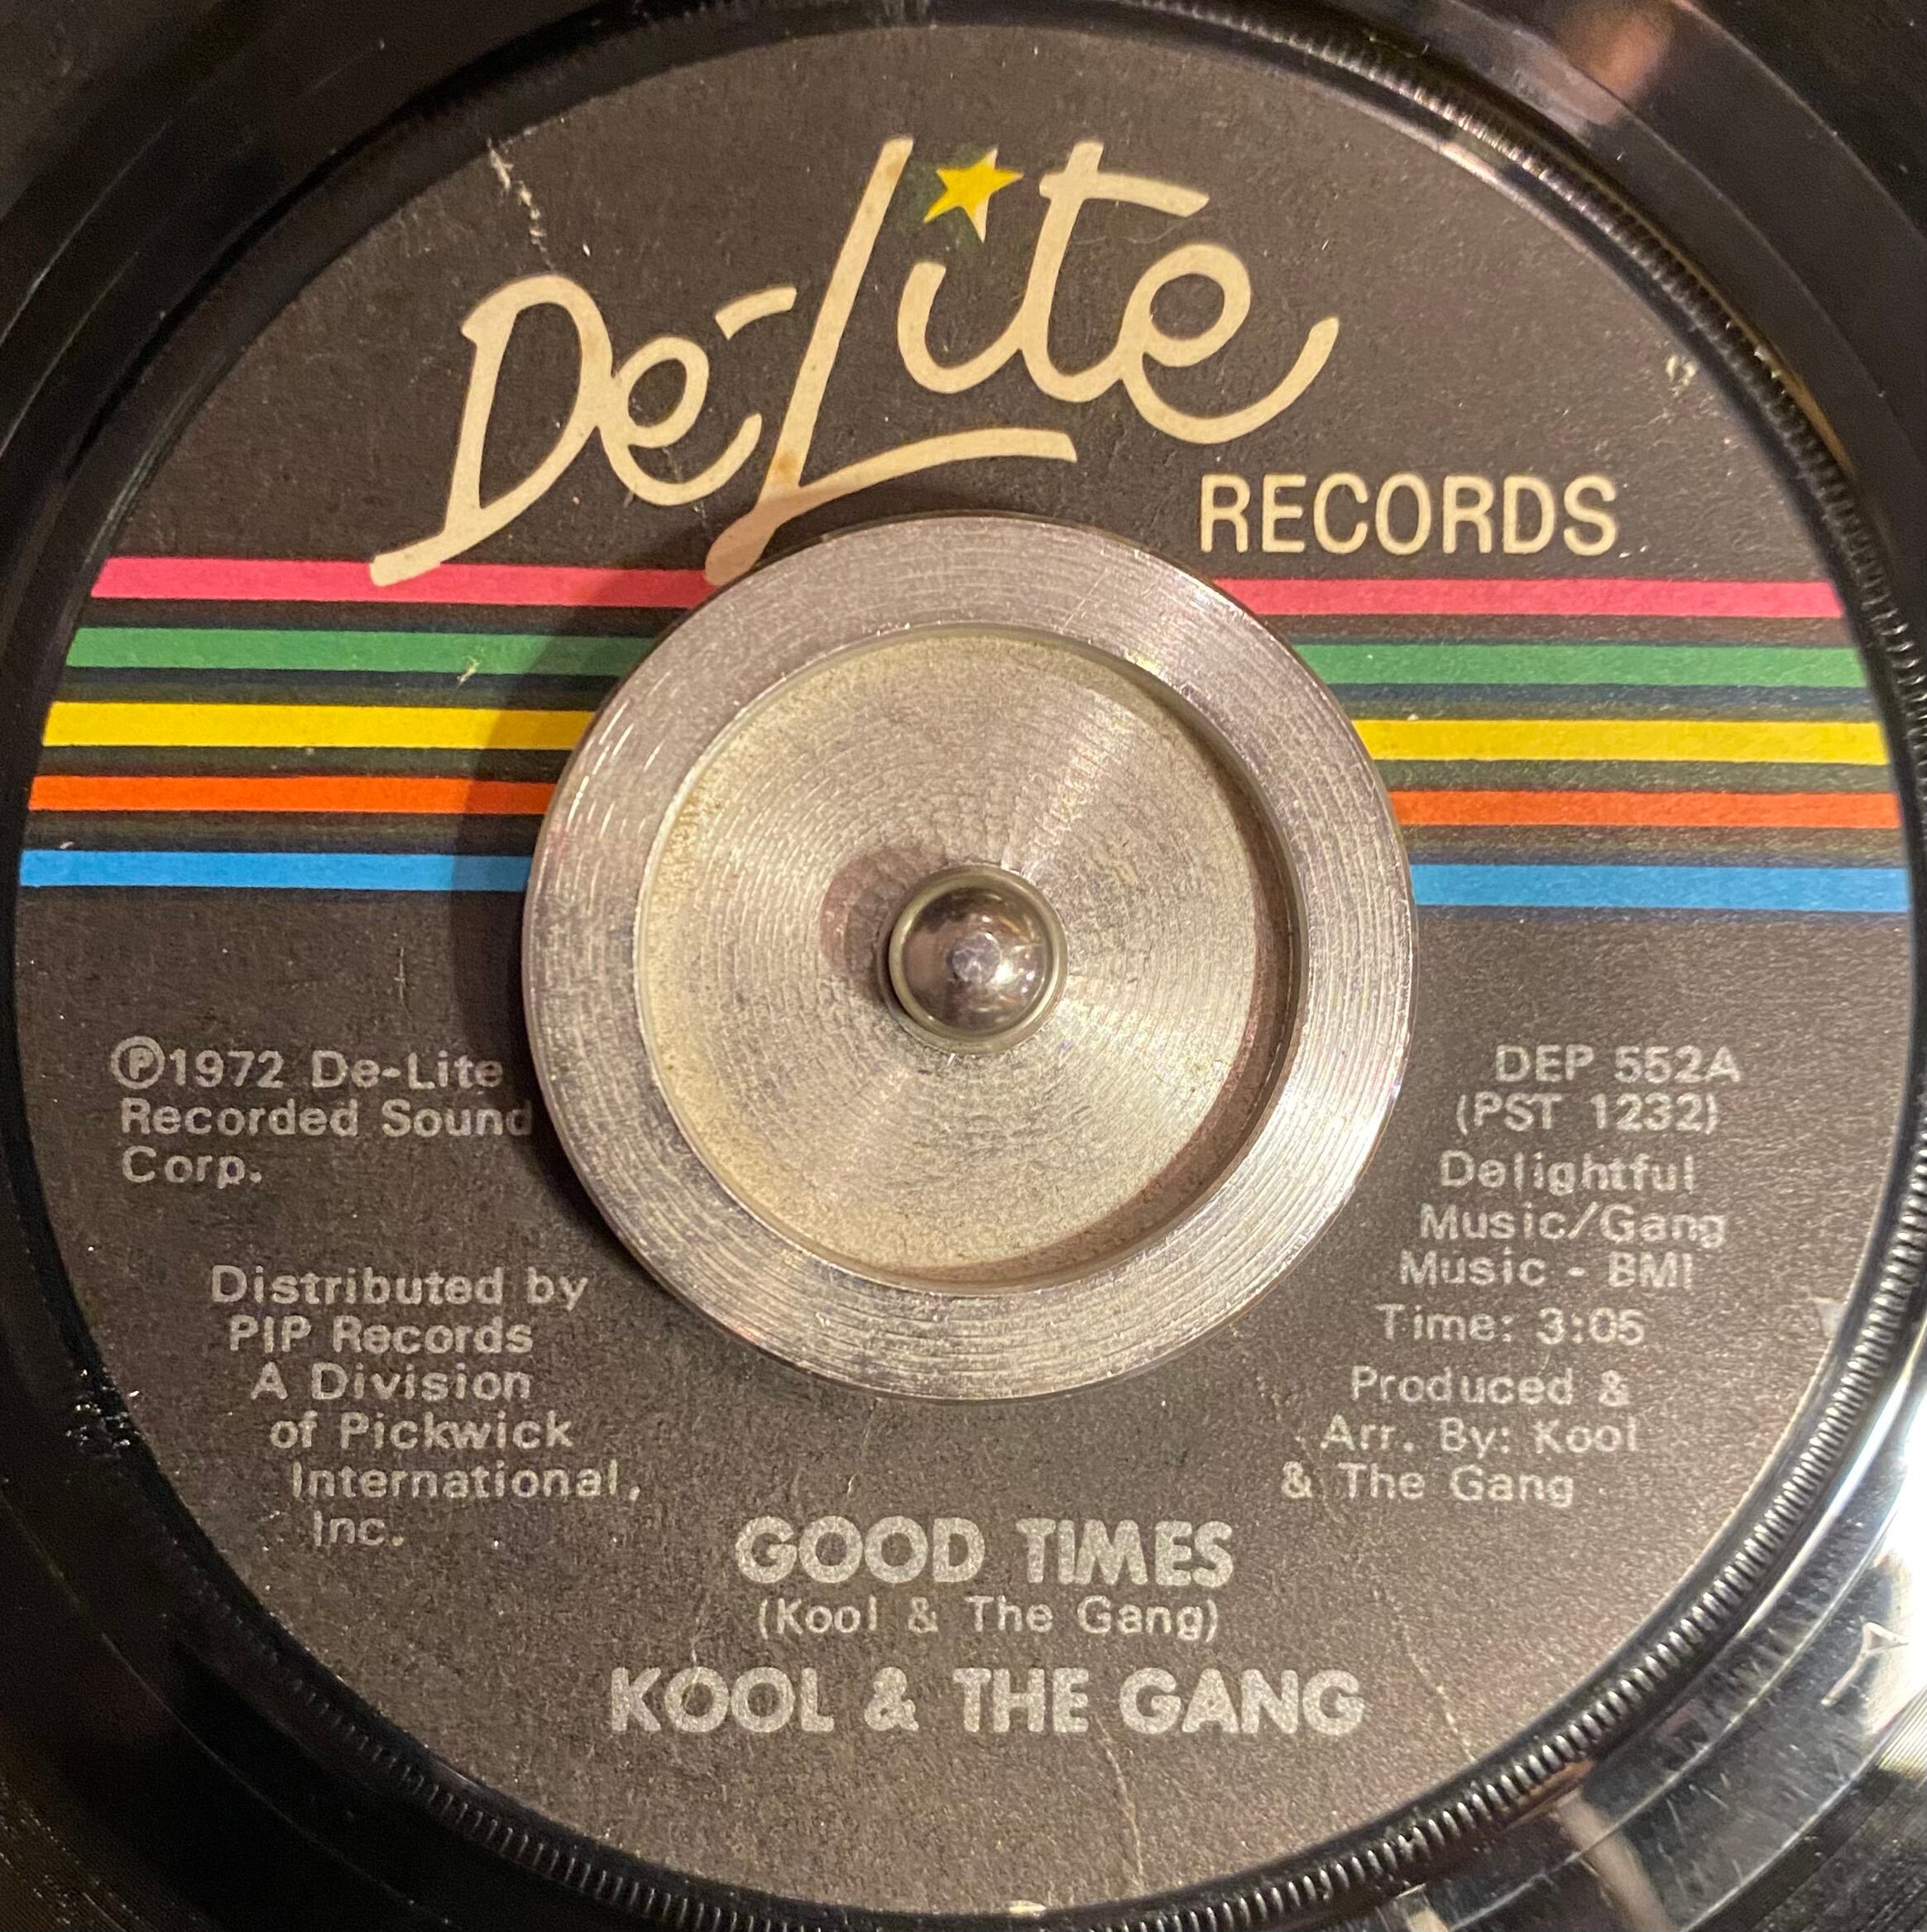 De-Lite
RECORDS
Ⓟ1972 De-Lite
Recorded Sound
Corp.
Distributed by
PIP Records
A Division
of Pickwick
International,
Inc.
DEP 552A
(PST 1232)
Delightful
Music/Gang
Music - BMI
Time: 3:05
Produced &
Arr. By: Kool
& The Gang
GOOD TIMES
(Kool & The Gang)
KOOL & THE GANG